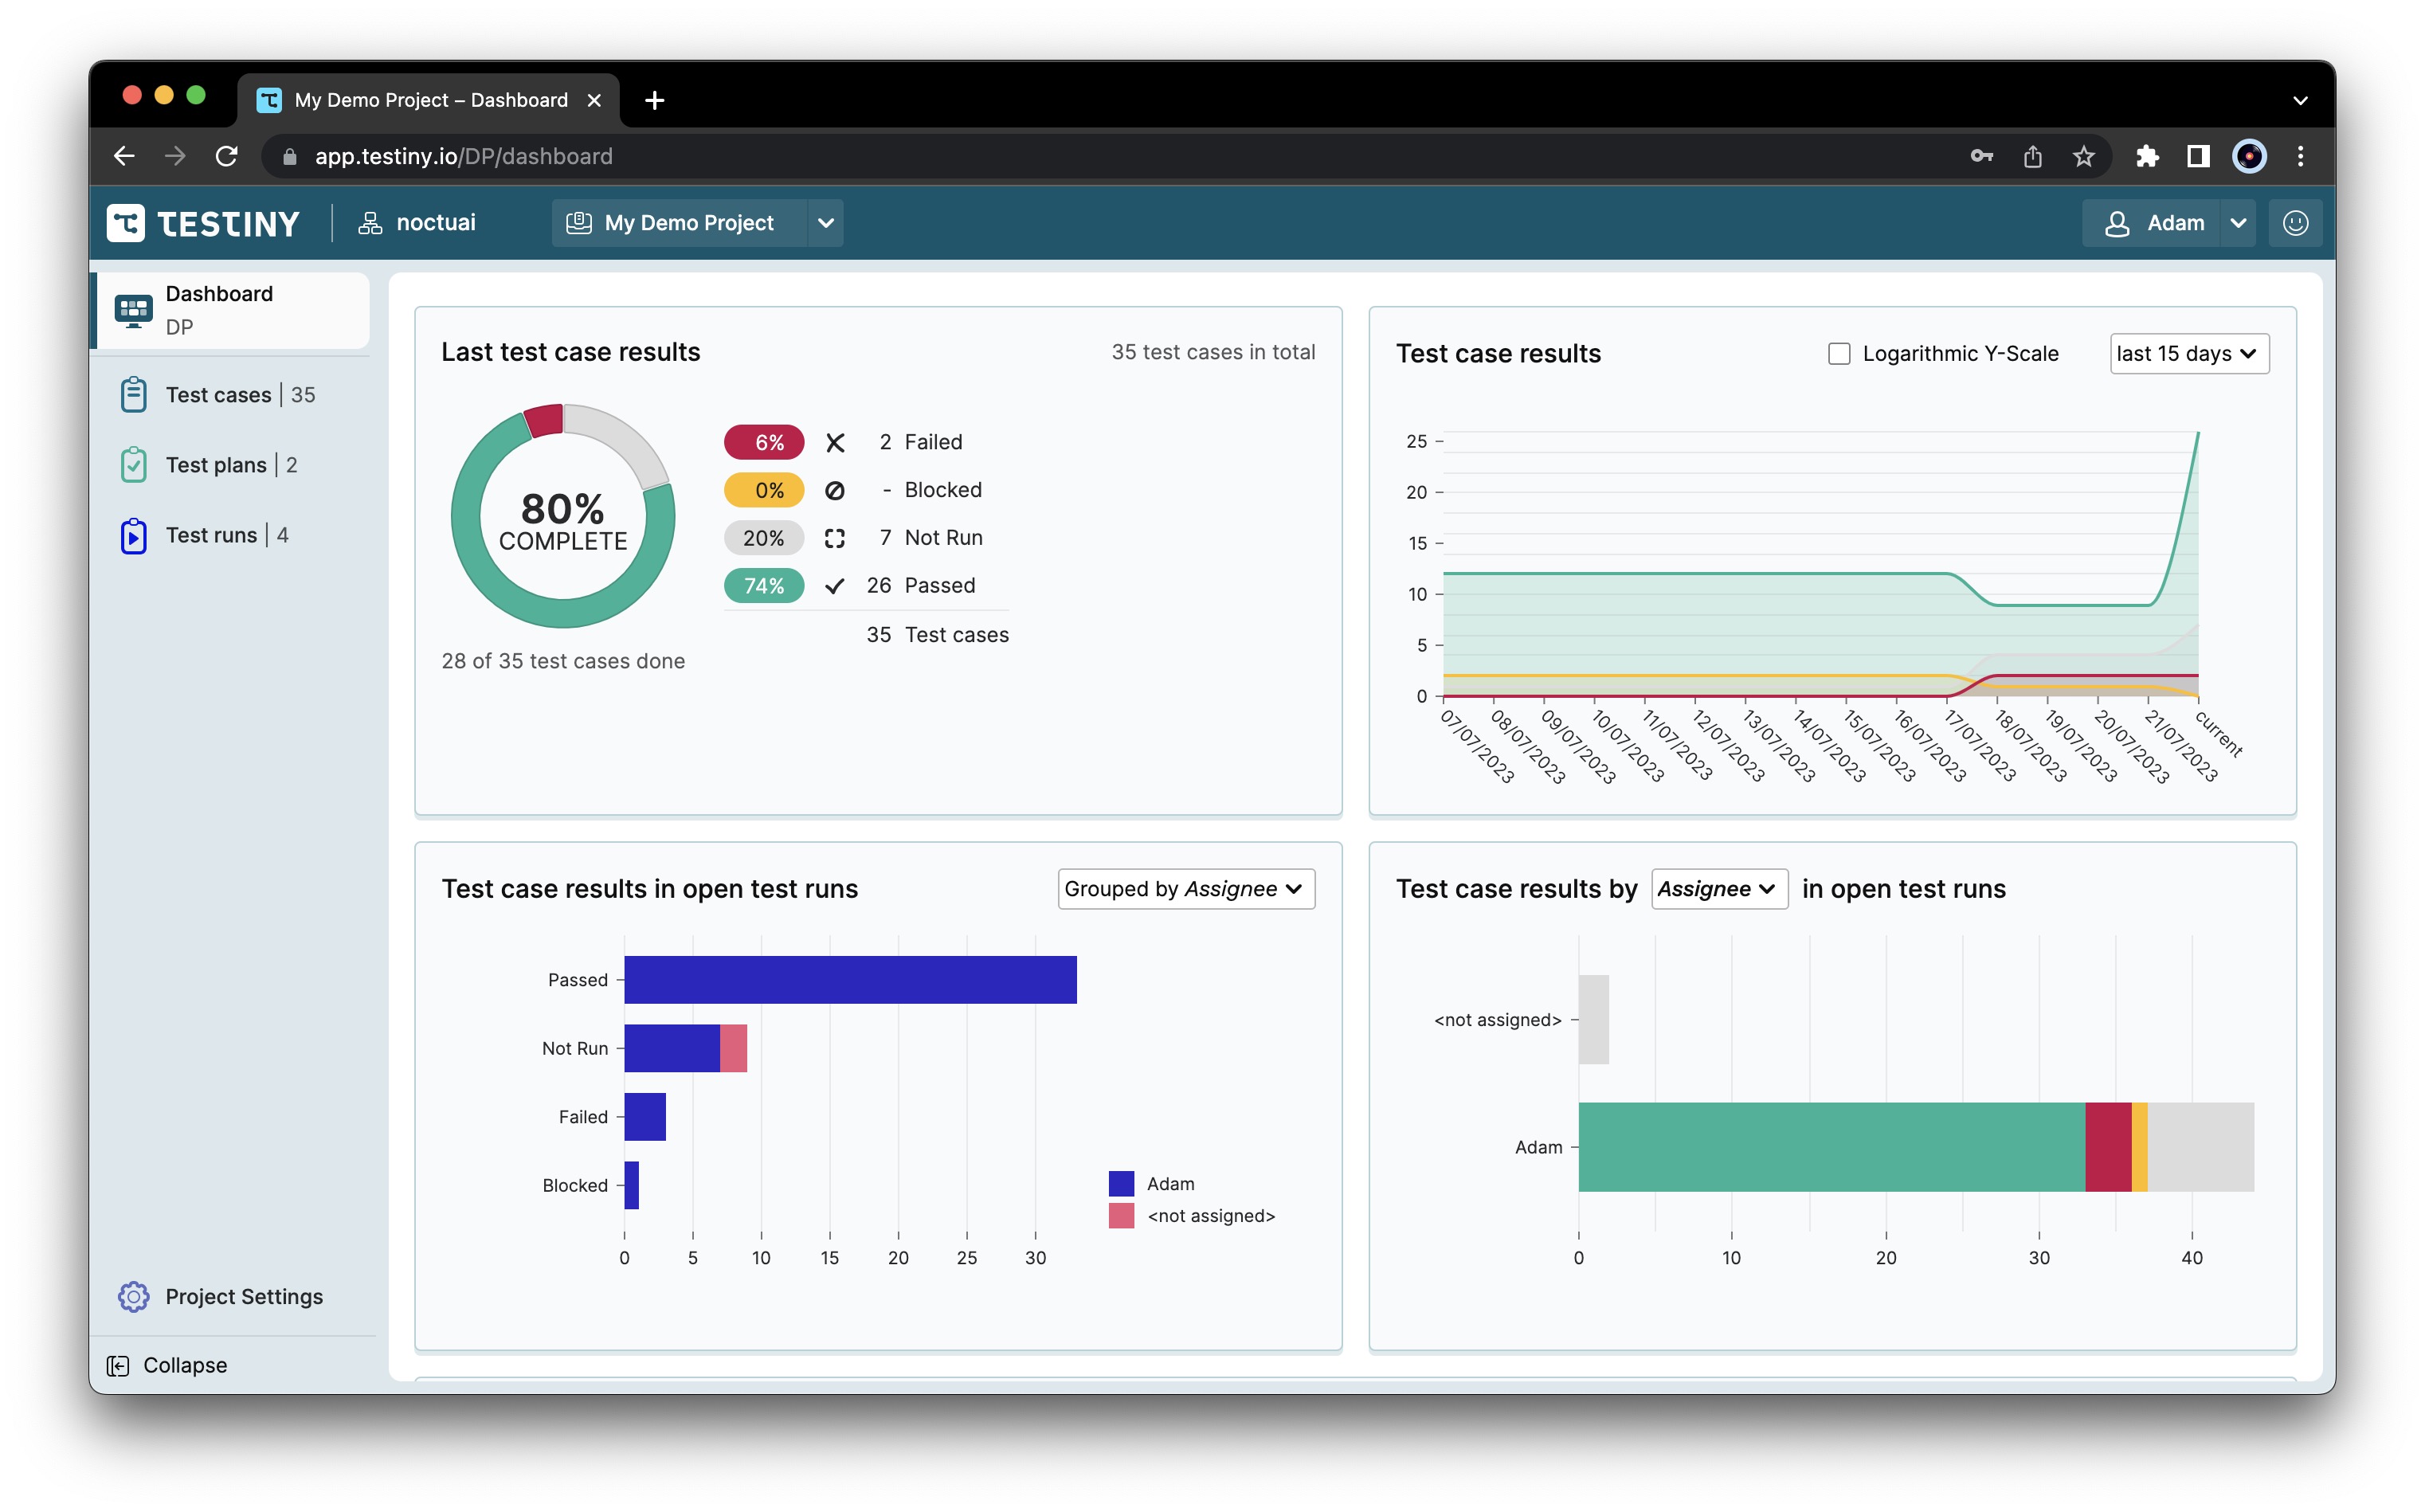 My Demo Project – Dashboard
app.testiny.io/DP/dashboard
TESTINY
noctuai
My Demo Project
Adam
Dashboard
DP
Test cases | 35
Test plans | 2
Test runs | 4
Project Settings
Collapse
Last test case results
35 test cases in total
80%
COMPLETE
28 of 35 test cases done
6% 2 Failed
0% - Blocked
20% 7 Not Run
74% 26 Passed
35 Test cases
Test case results
Logarithmic Y-Scale
last 15 days
25
20
15
10
5
0
07/07/2023
08/07/2023
09/07/2023
10/07/2023
11/07/2023
12/07/2023
13/07/2023
14/07/2023
15/07/2023
16/07/2023
17/07/2023
18/07/2023
19/07/2023
20/07/2023
21/07/2023
current
Test case results in open test runs
Grouped by Assignee
Passed
Not Run
Failed
Blocked
0 5 10 15 20 25 30
Adam
<not assigned>
Test case results by Assignee in open test runs
<not assigned>
Adam
0 10 20 30 40